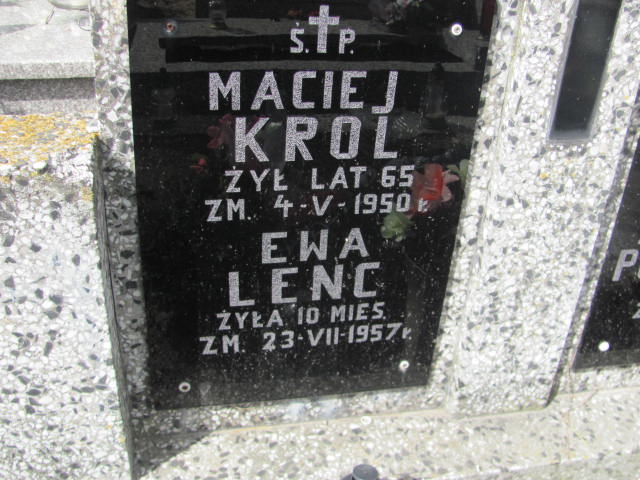 Ś.P.
MACIEJ
KROL
ŻYŁ LAT 65
ZM. 4-V-1950 r.
EWA
LENC
ŻYŁA 10 MIES.
ZM. 23-VII-1957 r.
P